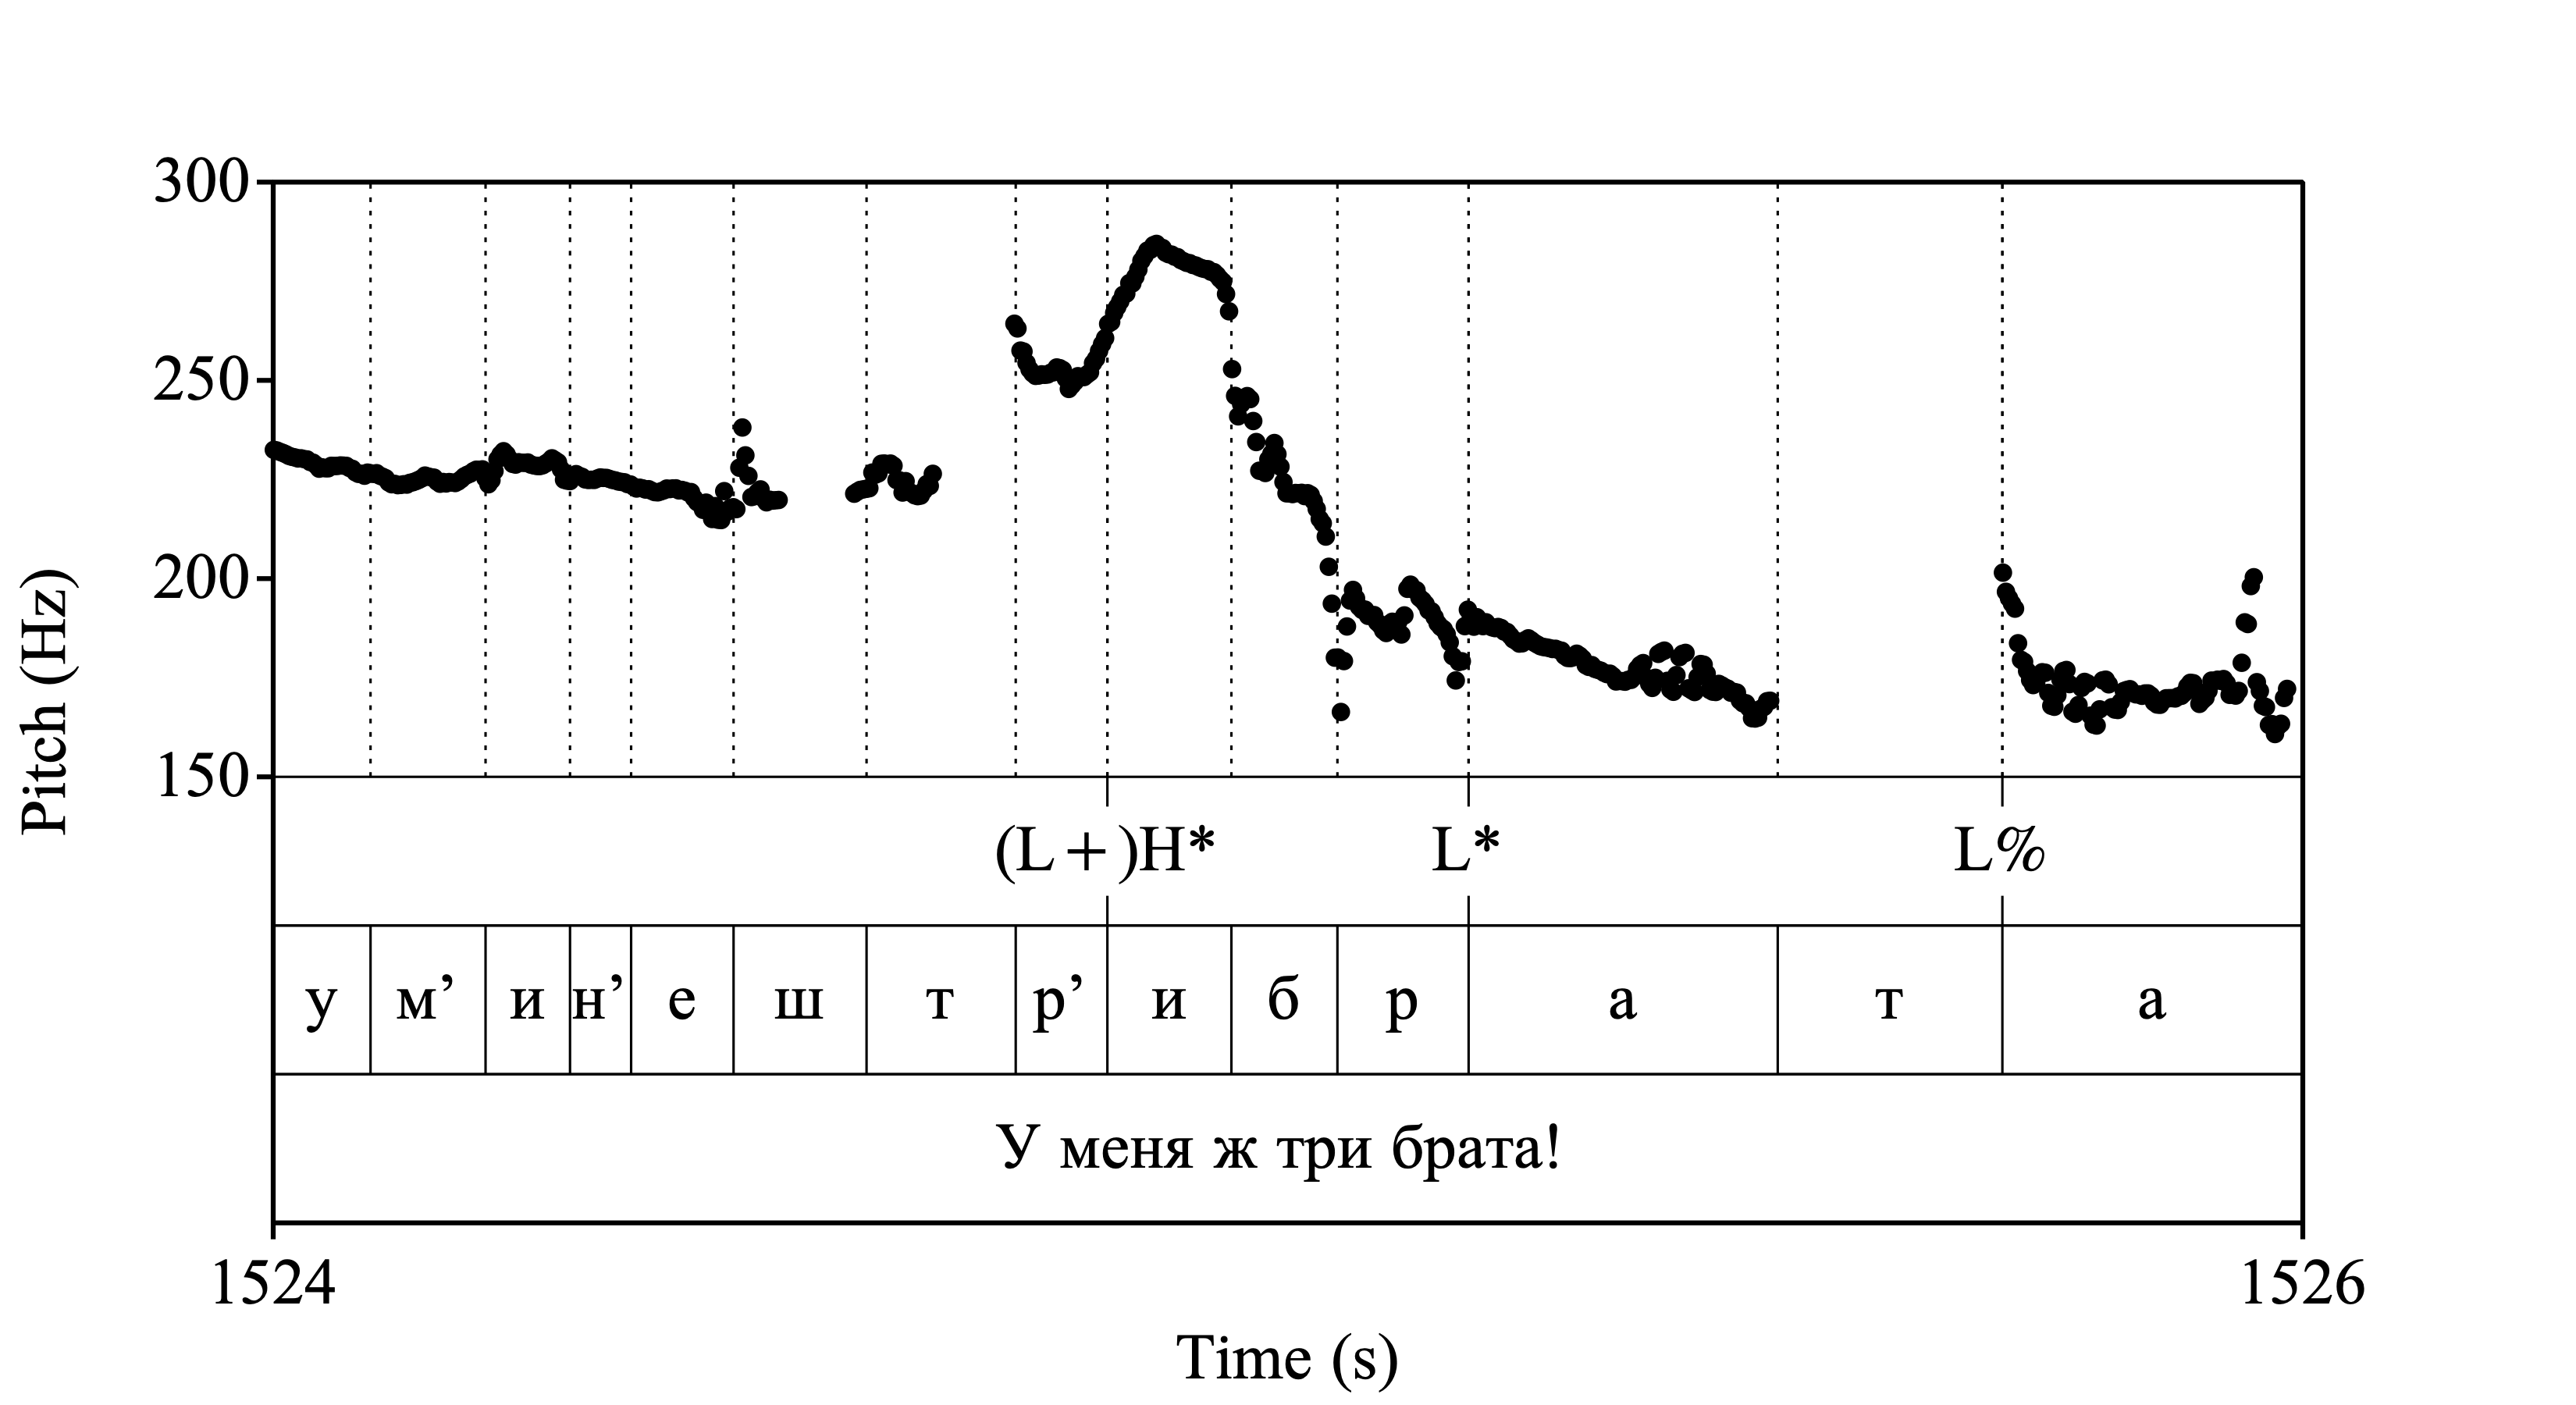 300
250
200
150
Pitch (Hz)
(L+)H* L* L%
у м’ и н’ е ш т р’ и б р а т а
У меня ж три брата!
1524 1526
Time (s)